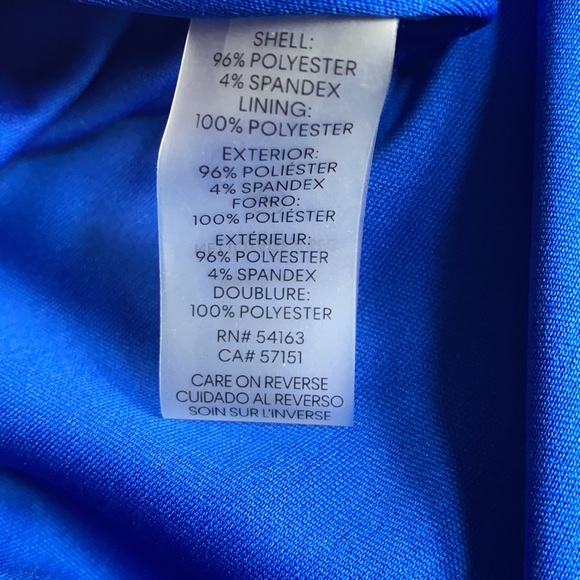 SHELL:
96% POLYESTER
4% SPANDEX
LINING:
100% POLYESTER
EXTERIOR:
96% POLIÉSTER
4% SPANDEX
FORRO:
100% POLIÉSTER
EXTÉRIEUR:
96% POLYESTER
4% SPANDEX
DOUBLURE:
100% POLYESTER
RN# 54163
CA# 57151
CARE ON REVERSE
CUIDADO AL REVERSO
SOIN SUR L'INVERSE